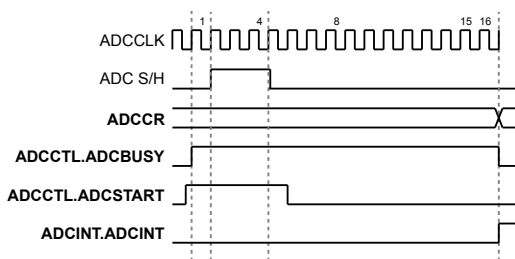 1 4 8 15 16
ADCCLK
ADC S/H
ADCCR
ADCCTL.ADCBUSY
ADCCTL.ADCSTART
ADCINT.ADCINT